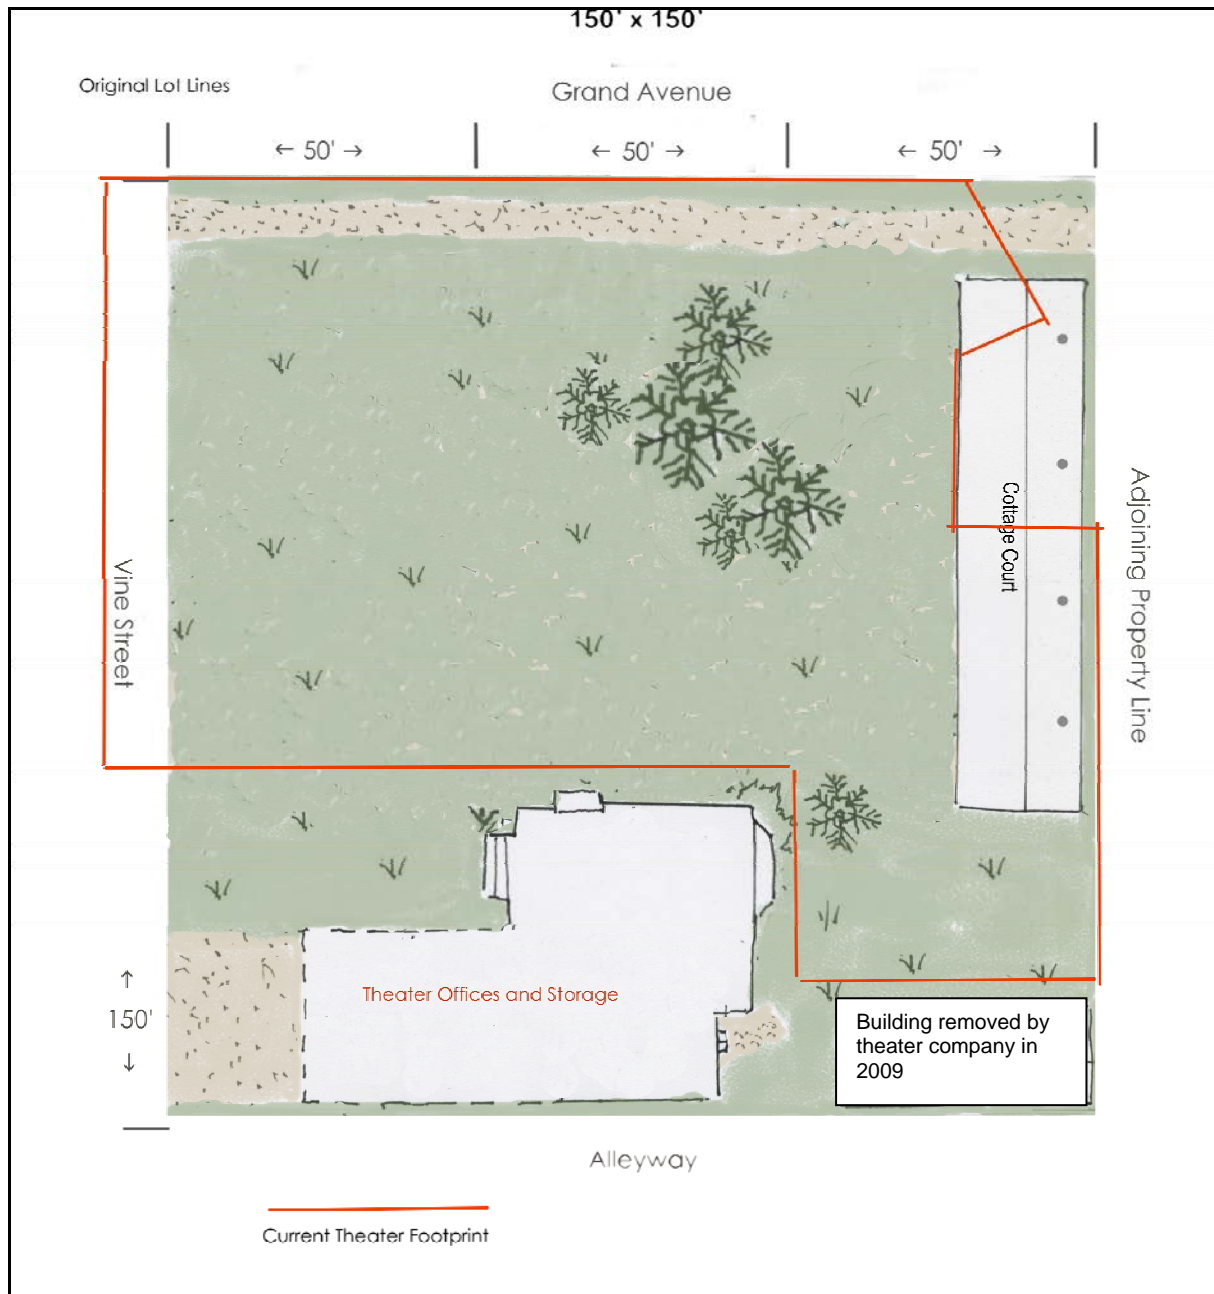 150' x 150'
Original Lot Lines
Grand Avenue
← 50' →
← 50' →
← 50' →
Cottage Court
Adjoining Property Line
Vine Street
Theater Offices and Storage
↑
150'
↓
Building removed by
theater company in
2009
Alleyway
Current Theater Footprint